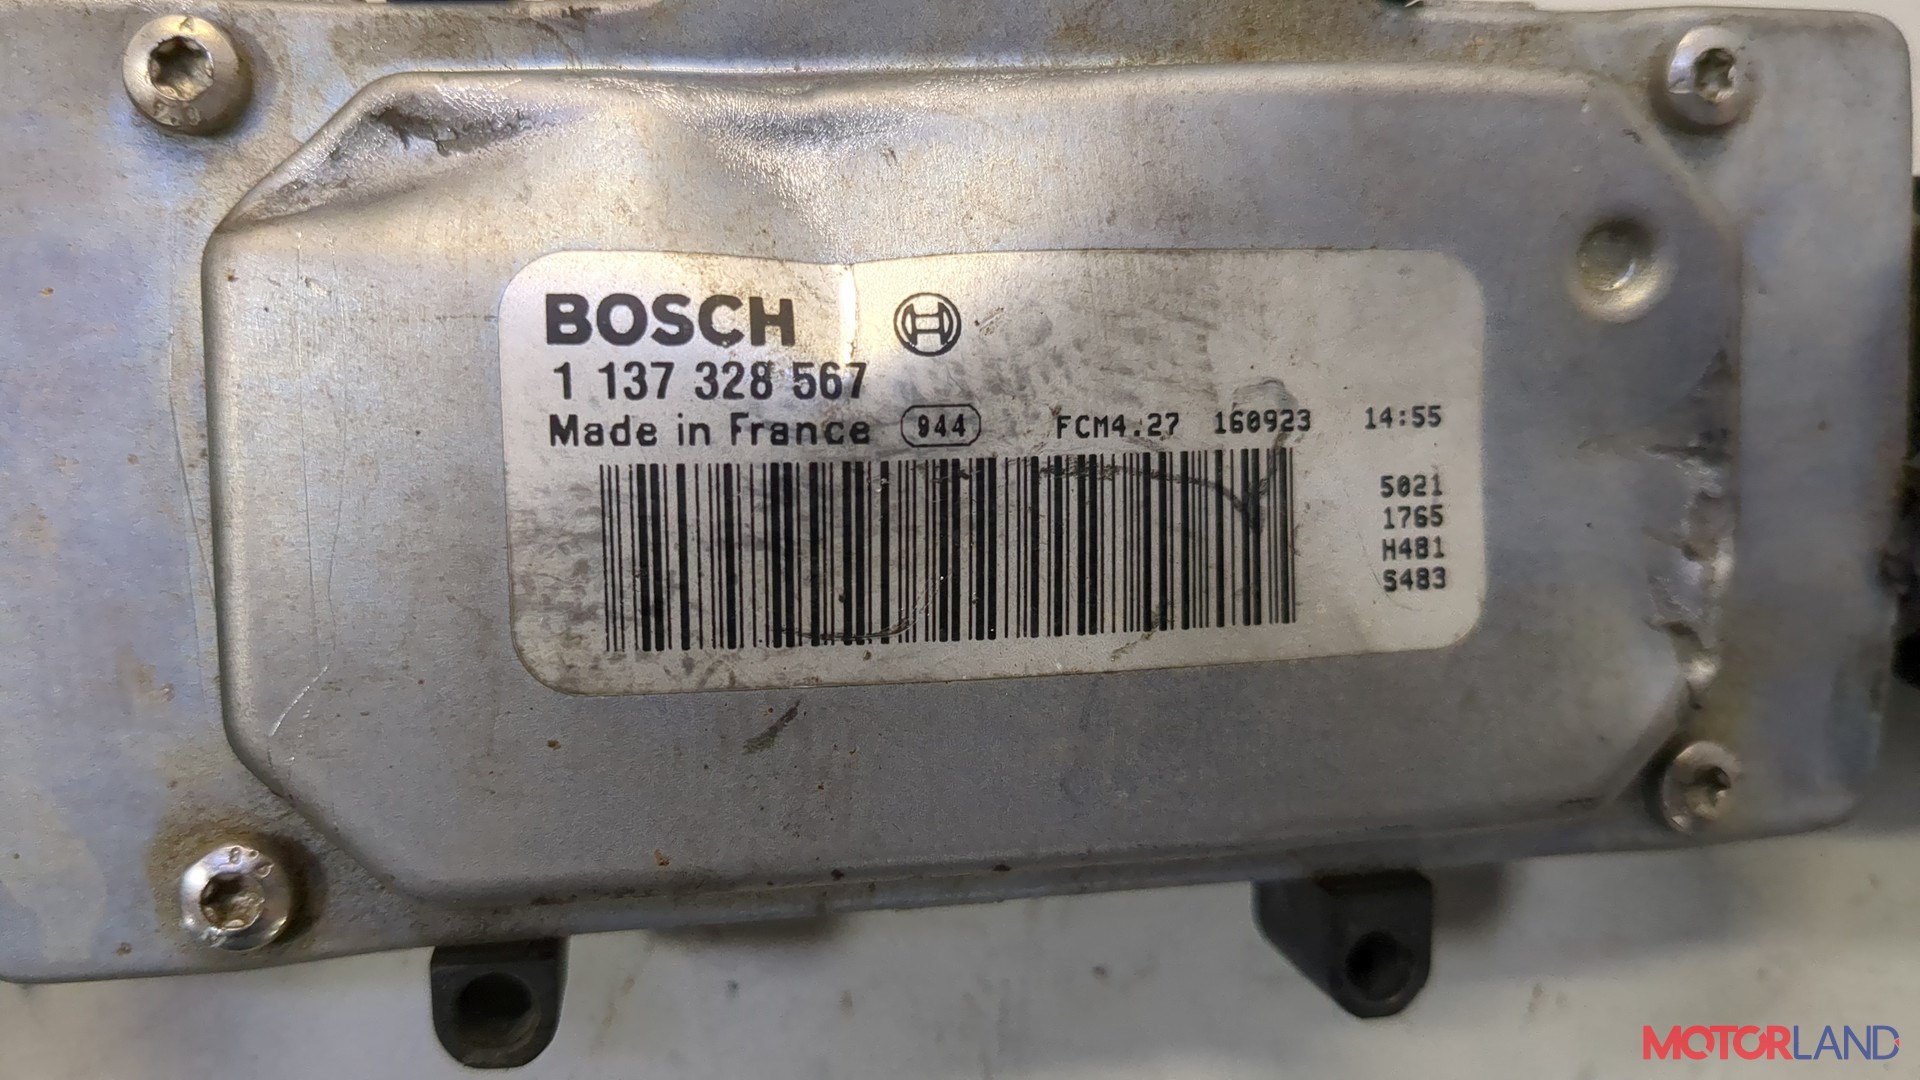 BOSCH
1 137 328 567
Made in France 944 FCM4.27 160923 14:55
5021
1765
H481
S483
MOTORLAND